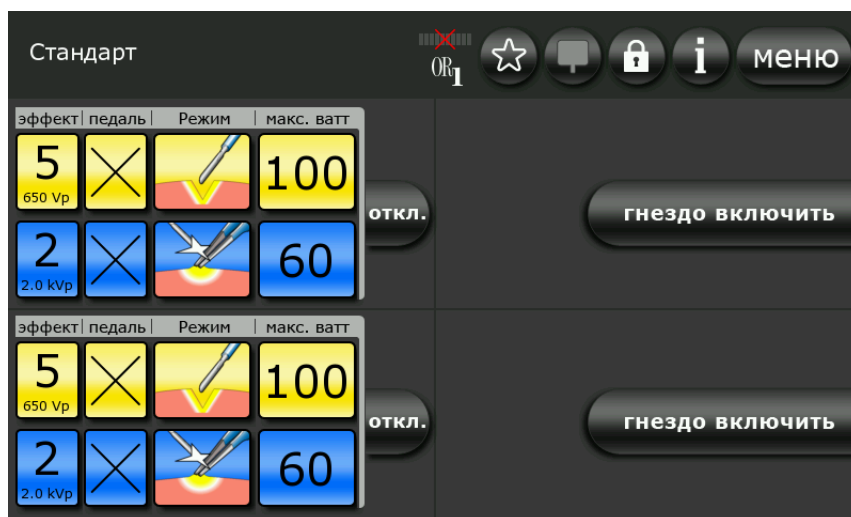 Стандарт
OR1
i
меню
эффект педаль Режим макс. ватт
5
650 Vp
100
откл.
гнездо включить
2
2.0 kVp
60
эффект педаль Режим макс. ватт
5
650 Vp
100
откл.
гнездо включить
2
2.0 kVp
60